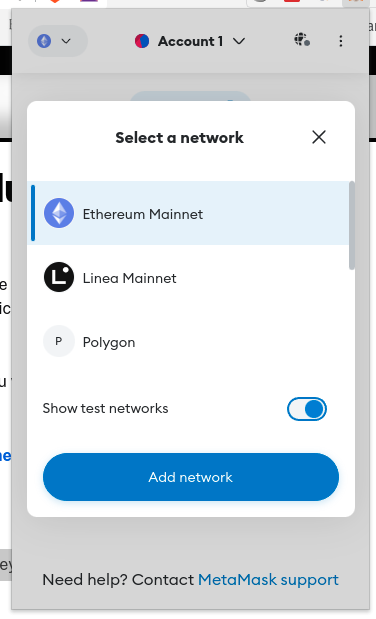 Account 1
Select a network
Ethereum Mainnet
L
Linea Mainnet
P
Polygon
Show test networks
Add network
Need help? Contact MetaMask support